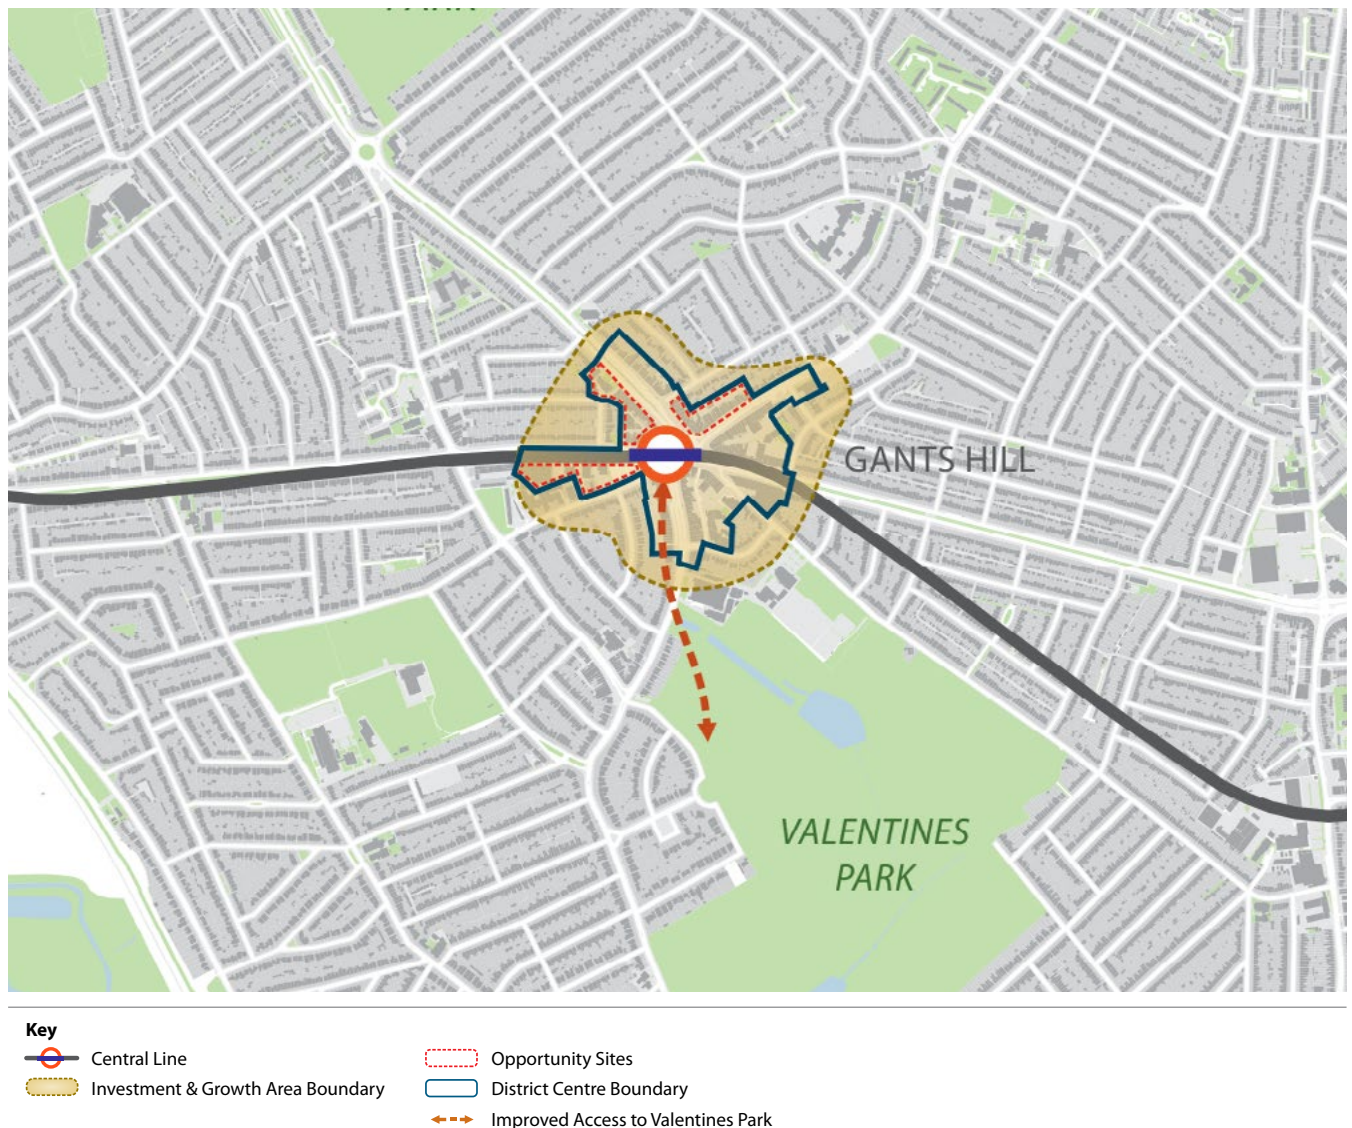 PARK
GANTS HILL
VALENTINES
PARK
Key
Central Line
Investment & Growth Area Boundary
Opportunity Sites
District Centre Boundary
Improved Access to Valentines Park